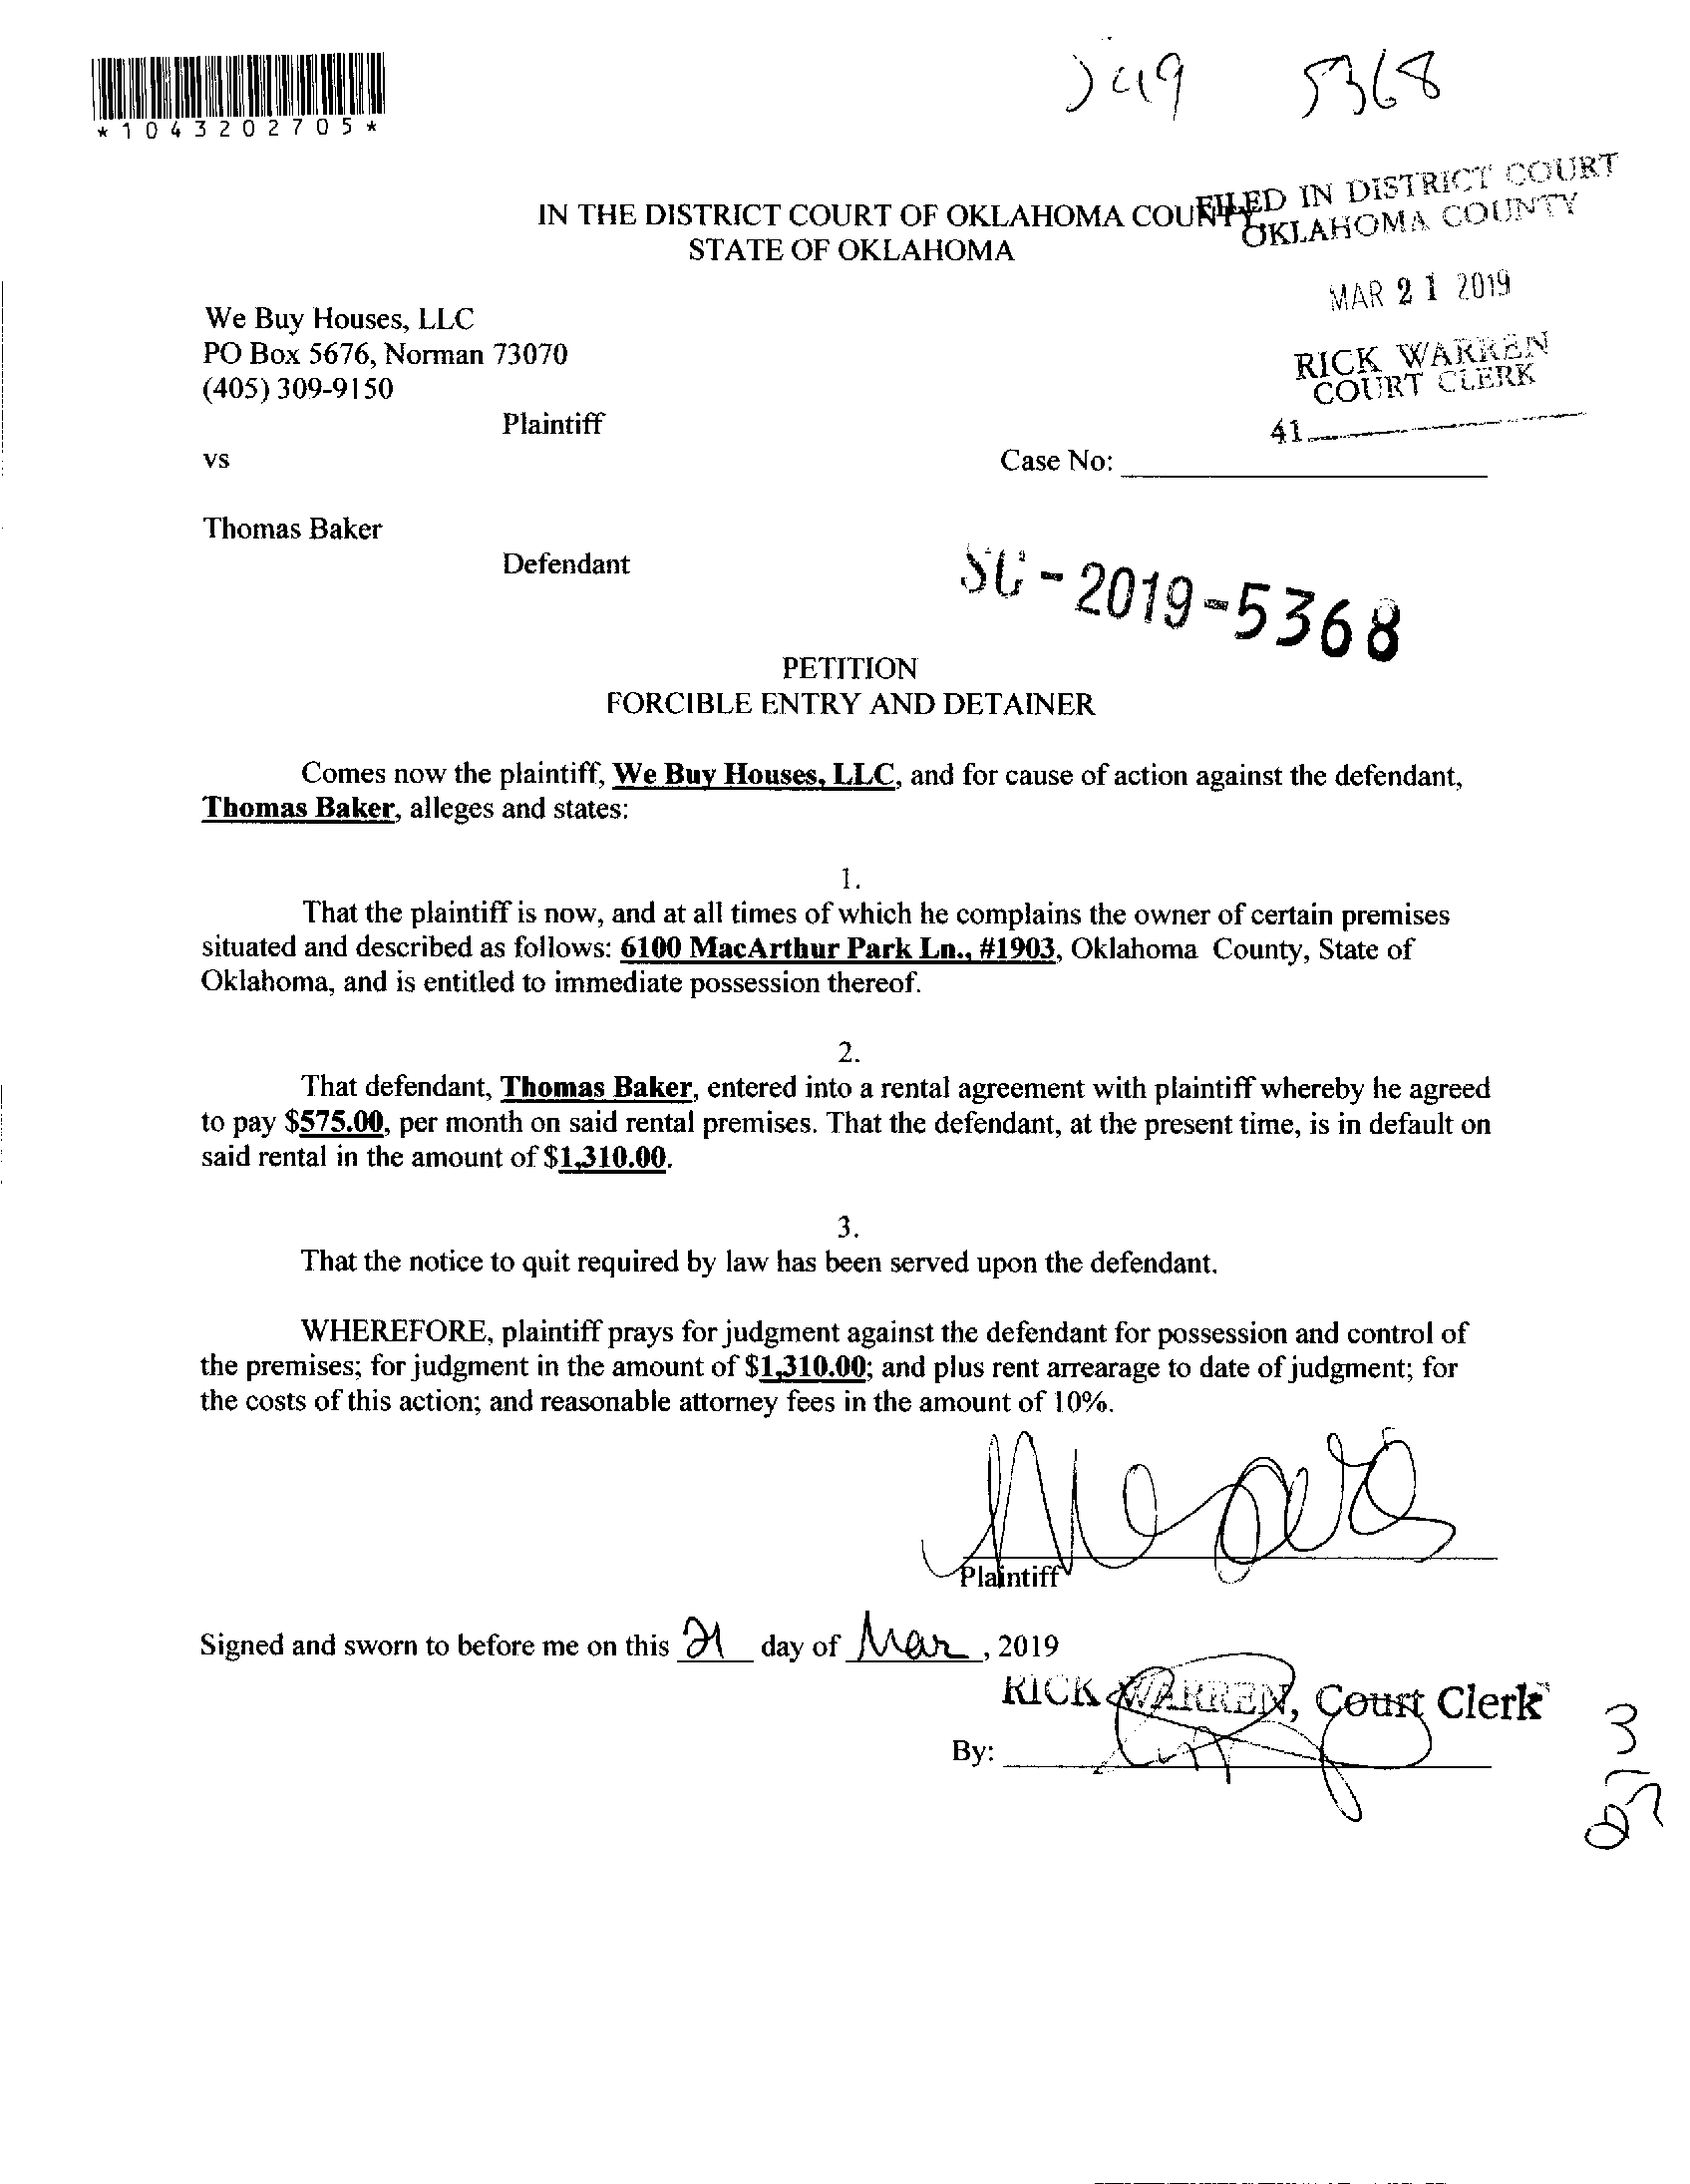 *1043202705*
5368
IN THE DISTRICT COURT OF OKLAHOMA COUNTY
STATE OF OKLAHOMA
FILED IN DISTRICT COURT
OKLAHOMA COUNTY
MAR 21 2019
RICK WARREN
COURT CLERK
41
We Buy Houses, LLC
PO Box 5676, Norman 73070
(405) 309-9150
Plaintiff
vs
Case No:
Thomas Baker
Defendant
SC-2019-5368
PETITION
FORCIBLE ENTRY AND DETAINER
Comes now the plaintiff, We Buy Houses, LLC, and for cause of action against the defendant,
Thomas Baker, alleges and states:
1.
That the plaintiff is now, and at all times of which he complains the owner of certain premises
situated and described as follows: 6100 MacArthur Park Ln., #1903, Oklahoma County, State of
Oklahoma, and is entitled to immediate possession thereof.
2.
That defendant, Thomas Baker, entered into a rental agreement with plaintiff whereby he agreed
to pay $575.00, per month on said rental premises. That the defendant, at the present time, is in default on
said rental in the amount of $1,310.00.
3.
That the notice to quit required by law has been served upon the defendant.
WHEREFORE, plaintiff prays for judgment against the defendant for possession and control of
the premises; for judgment in the amount of $1,310.00; and plus rent arrearage to date of judgment; for
the costs of this action; and reasonable attorney fees in the amount of 10%.
Plaintiff
Signed and sworn to before me on this 21 day of Mar, 2019
RICK WARREN, Court Clerk
By: